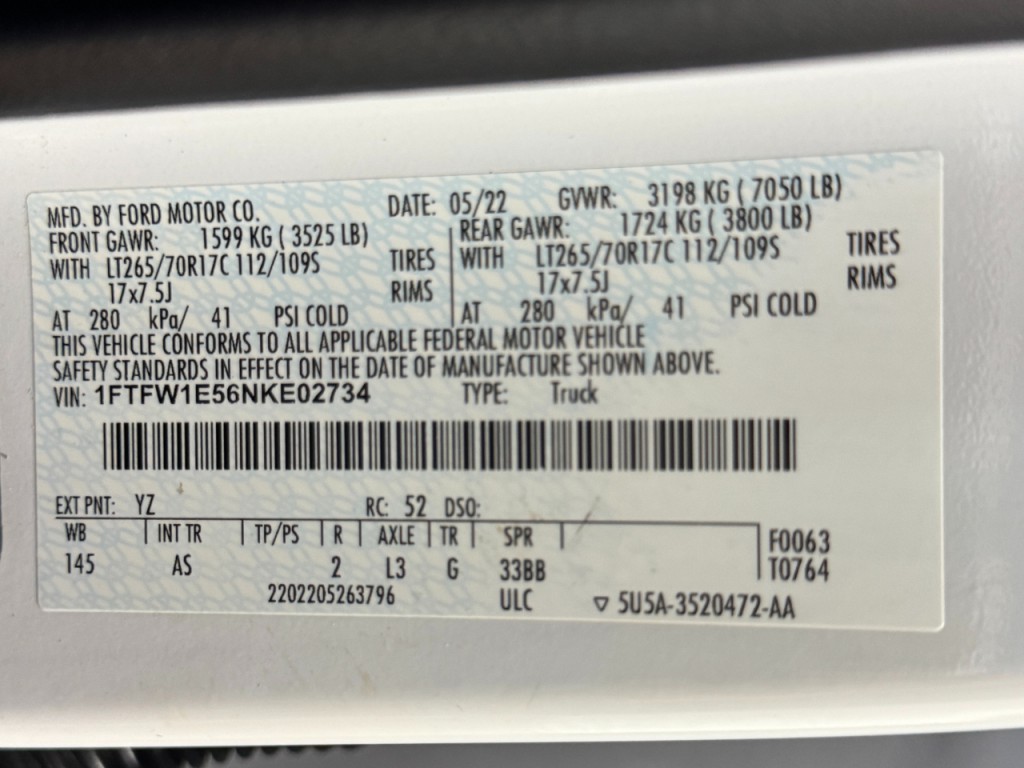 MFD. BY FORD MOTOR CO. DATE: 05/22 GVWR: 3198 KG ( 7050 LB)
FRONT GAWR: 1599 KG ( 3525 LB) REAR GAWR: 1724 KG ( 3800 LB)
WITH LT265/70R17C 112/109S TIRES WITH LT265/70R17C 112/109S TIRES
17x7.5J RIMS 17x7.5J RIMS
AT 280 kPa/ 41 PSI COLD AT 280 kPa/ 41 PSI COLD
THIS VEHICLE CONFORMS TO ALL APPLICABLE FEDERAL MOTOR VEHICLE
SAFETY STANDARDS IN EFFECT ON THE DATE OF MANUFACTURE SHOWN ABOVE.
VIN: 1FTFW1E56NKE02734 TYPE: Truck
EXT PNT: YZ RC: 52 DSO:
WB INT TR TP/PS R AXLE TR SPR F0063
145 AS 2 L3 G 33BB T0764
2202205263796 ULC ▽ 5U5A-3520472-AA